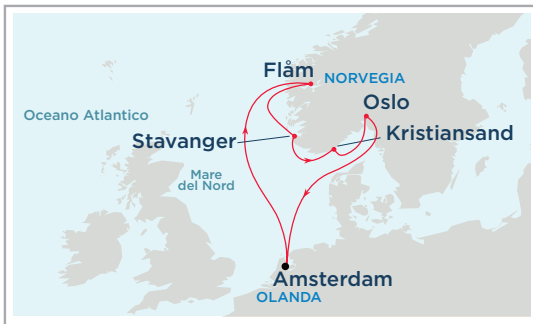 Flåm
NORVEGIA
Oslo
Oceano Atlantico
Stavanger
Kristiansand
Mare
del Nord
Amsterdam
OLANDA